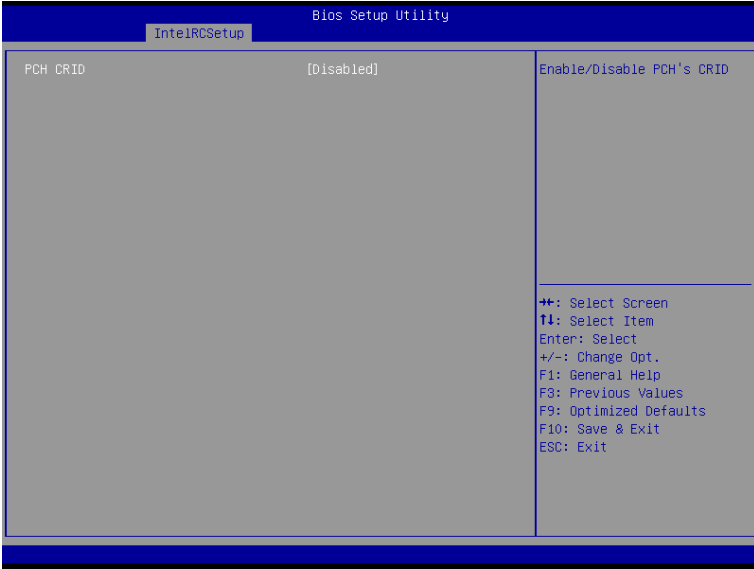 Bios Setup Utility
IntelRCSetup
PCH CRID [Disabled]
Enable/Disable PCH's CRID
→←: Select Screen
↑↓: Select Item
Enter: Select
+/-: Change Opt.
F1: General Help
F3: Previous Values
F9: Optimized Defaults
F10: Save & Exit
ESC: Exit